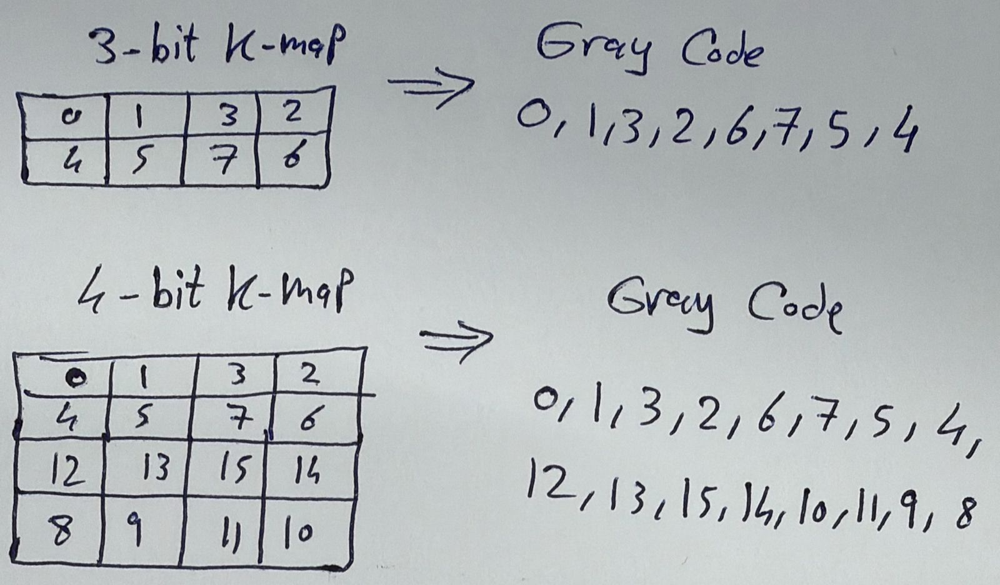 3-bit K-map ⇒ Gray Code
0 1 3 2
4 5 7 6
0, 1, 3, 2, 6, 7, 5, 4
4-bit K-map ⇒ Gray Code
0 1 3 2
4 5 7 6
12 13 15 14
8 9 11 10
0, 1, 3, 2, 6, 7, 5, 4,
12, 13, 15, 14, 10, 11, 9, 8